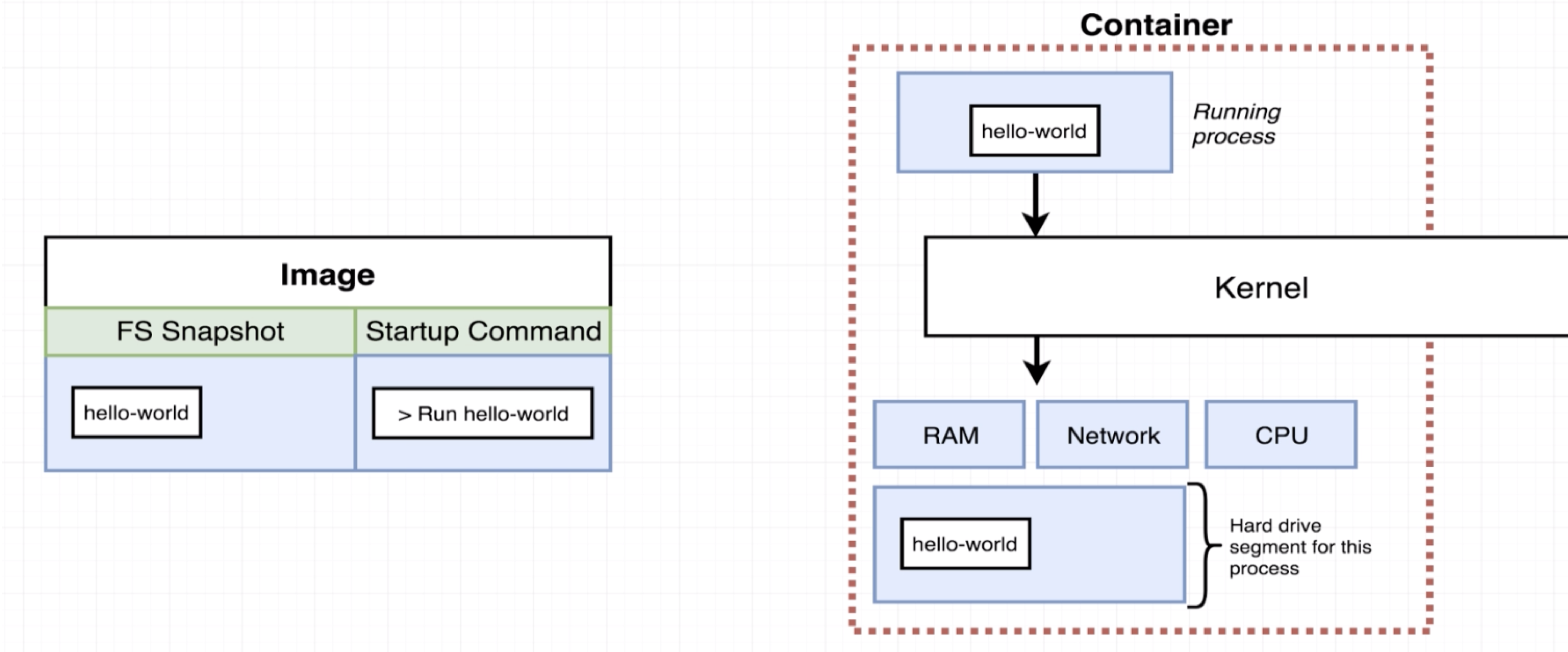 Image
FS Snapshot
Startup Command
hello-world
> Run hello-world
Container
hello-world
Running
process
Kernel
RAM
Network
CPU
hello-world
Hard drive
segment for this
process